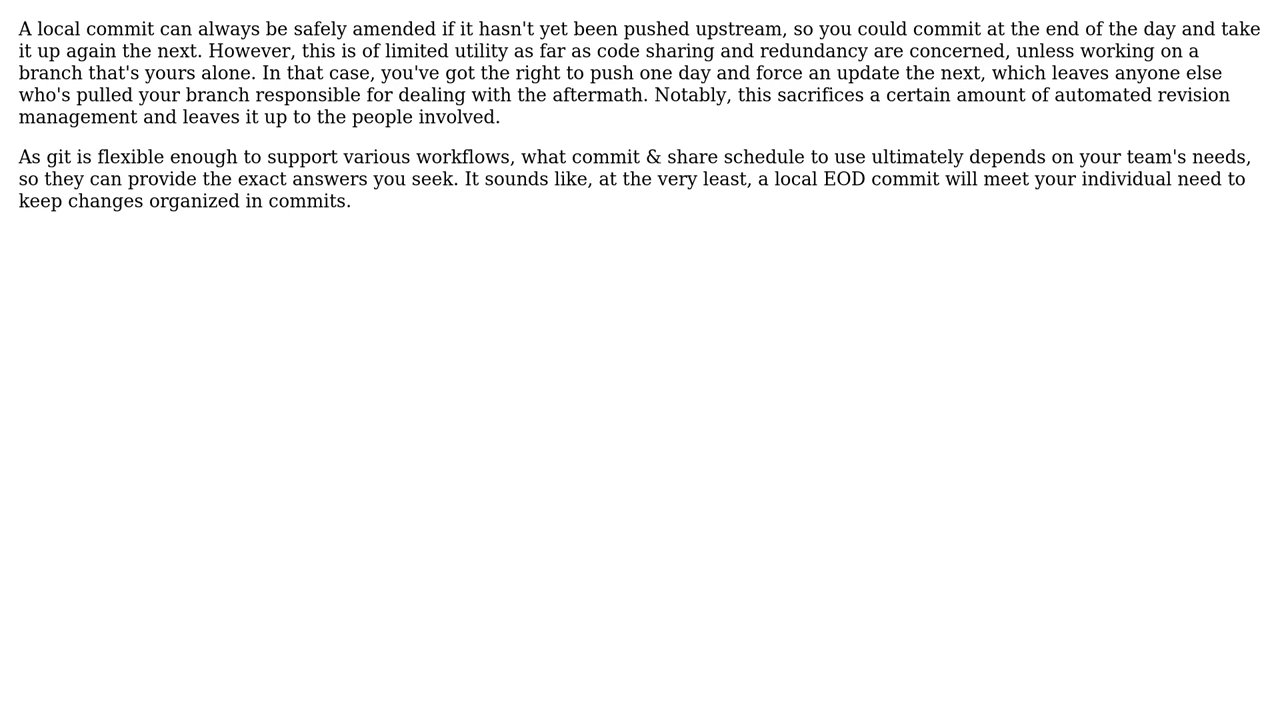 A local commit can always be safely amended if it hasn't yet been pushed upstream, so you could commit at the end of the day and take
it up again the next. However, this is of limited utility as far as code sharing and redundancy are concerned, unless working on a
branch that's yours alone. In that case, you've got the right to push one day and force an update the next, which leaves anyone else
who's pulled your branch responsible for dealing with the aftermath. Notably, this sacrifices a certain amount of automated revision
management and leaves it up to the people involved.
As git is flexible enough to support various workflows, what commit & share schedule to use ultimately depends on your team's needs,
so they can provide the exact answers you seek. It sounds like, at the very least, a local EOD commit will meet your individual need to
keep changes organized in commits.